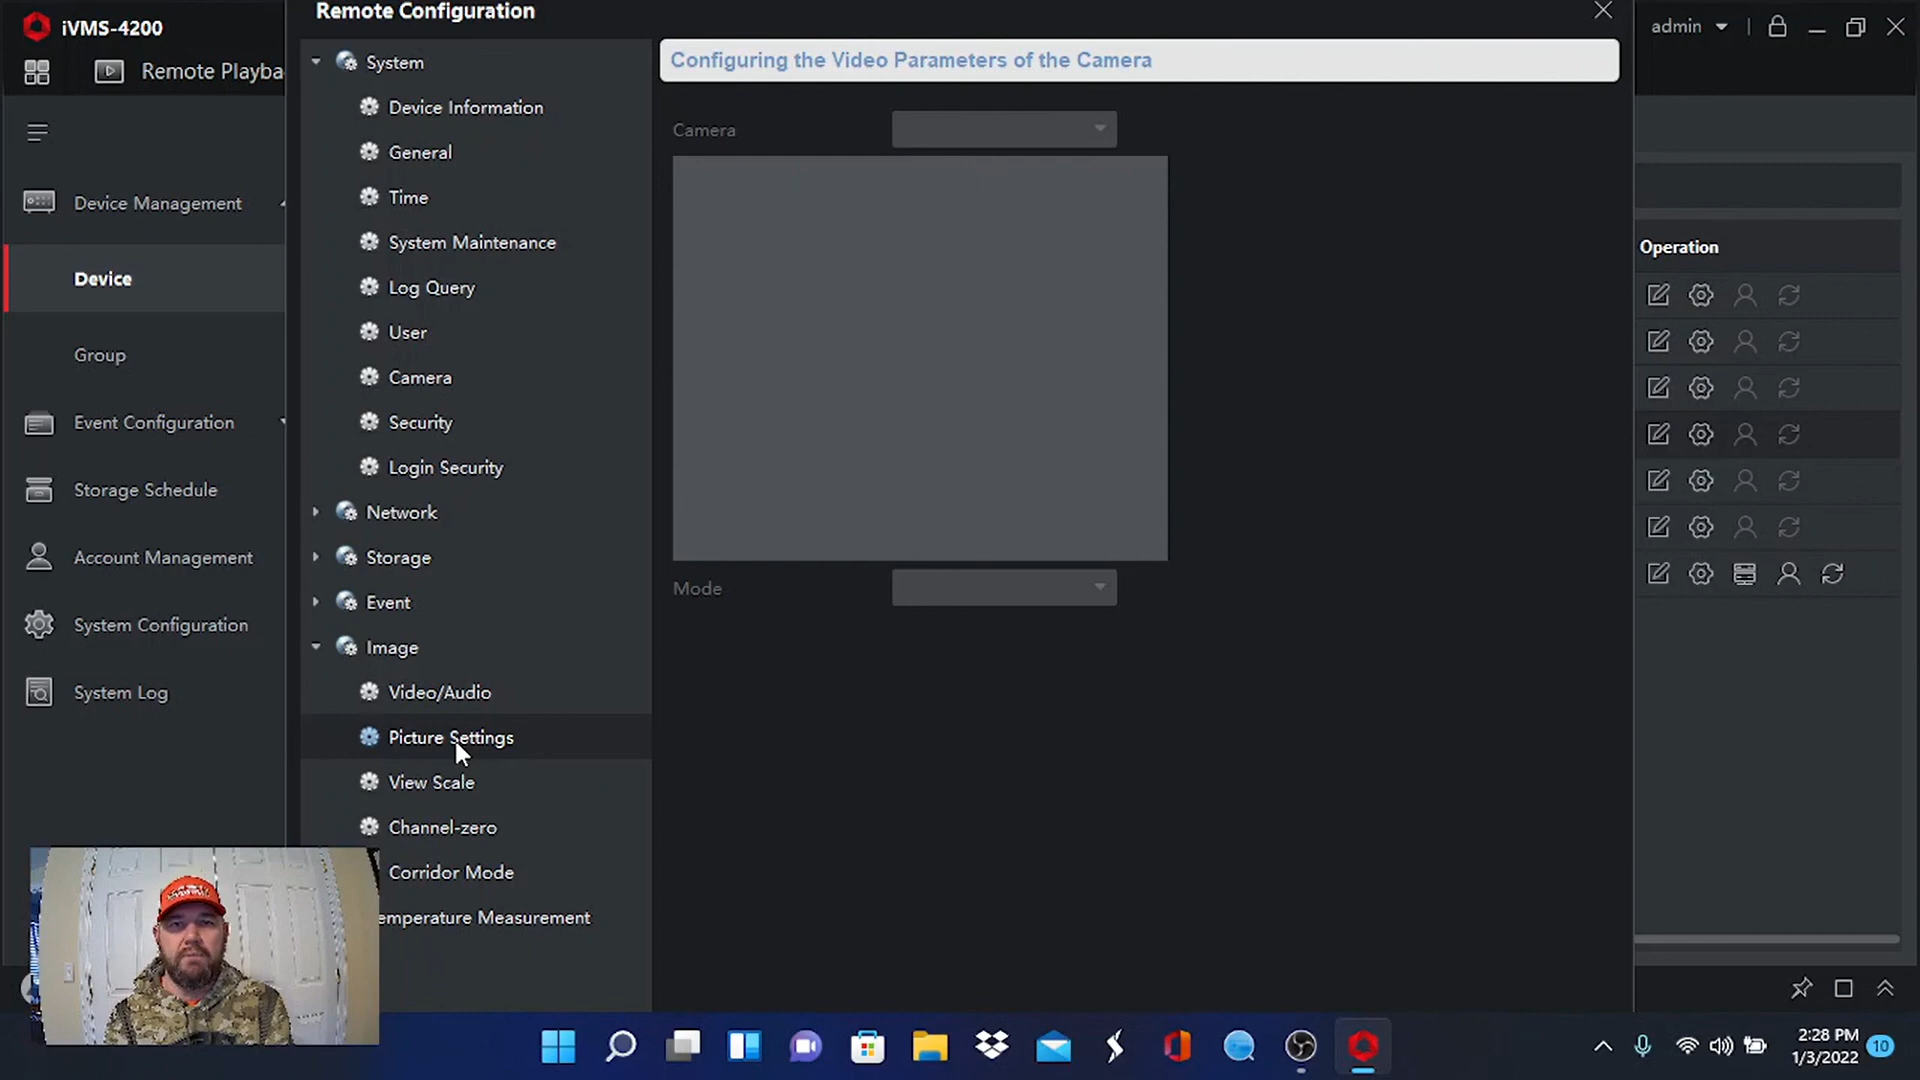 iVMS-4200
Remote Playba
Device Management
Device
Group
Event Configuration
Storage Schedule
Account Management
System Configuration
System Log
Remote Configuration
System
Device Information
General
Time
System Maintenance
Log Query
User
Camera
Security
Login Security
Network
Storage
Event
Image
Video/Audio
Picture Settings
View Scale
Channel-zero
Corridor Mode
emperature Measurement
Configuring the Video Parameters of the Camera
Camera
Mode
admin
Operation
2:28 PM
1/3/2022
10